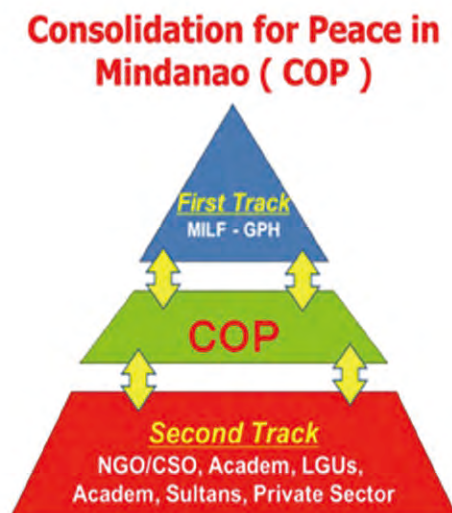 Consolidation for Peace in
Mindanao ( COP )
First Track
MILF - GPH
COP
Second Track
NGO/CSO, Academ, LGUs,
Academ, Sultans, Private Sector